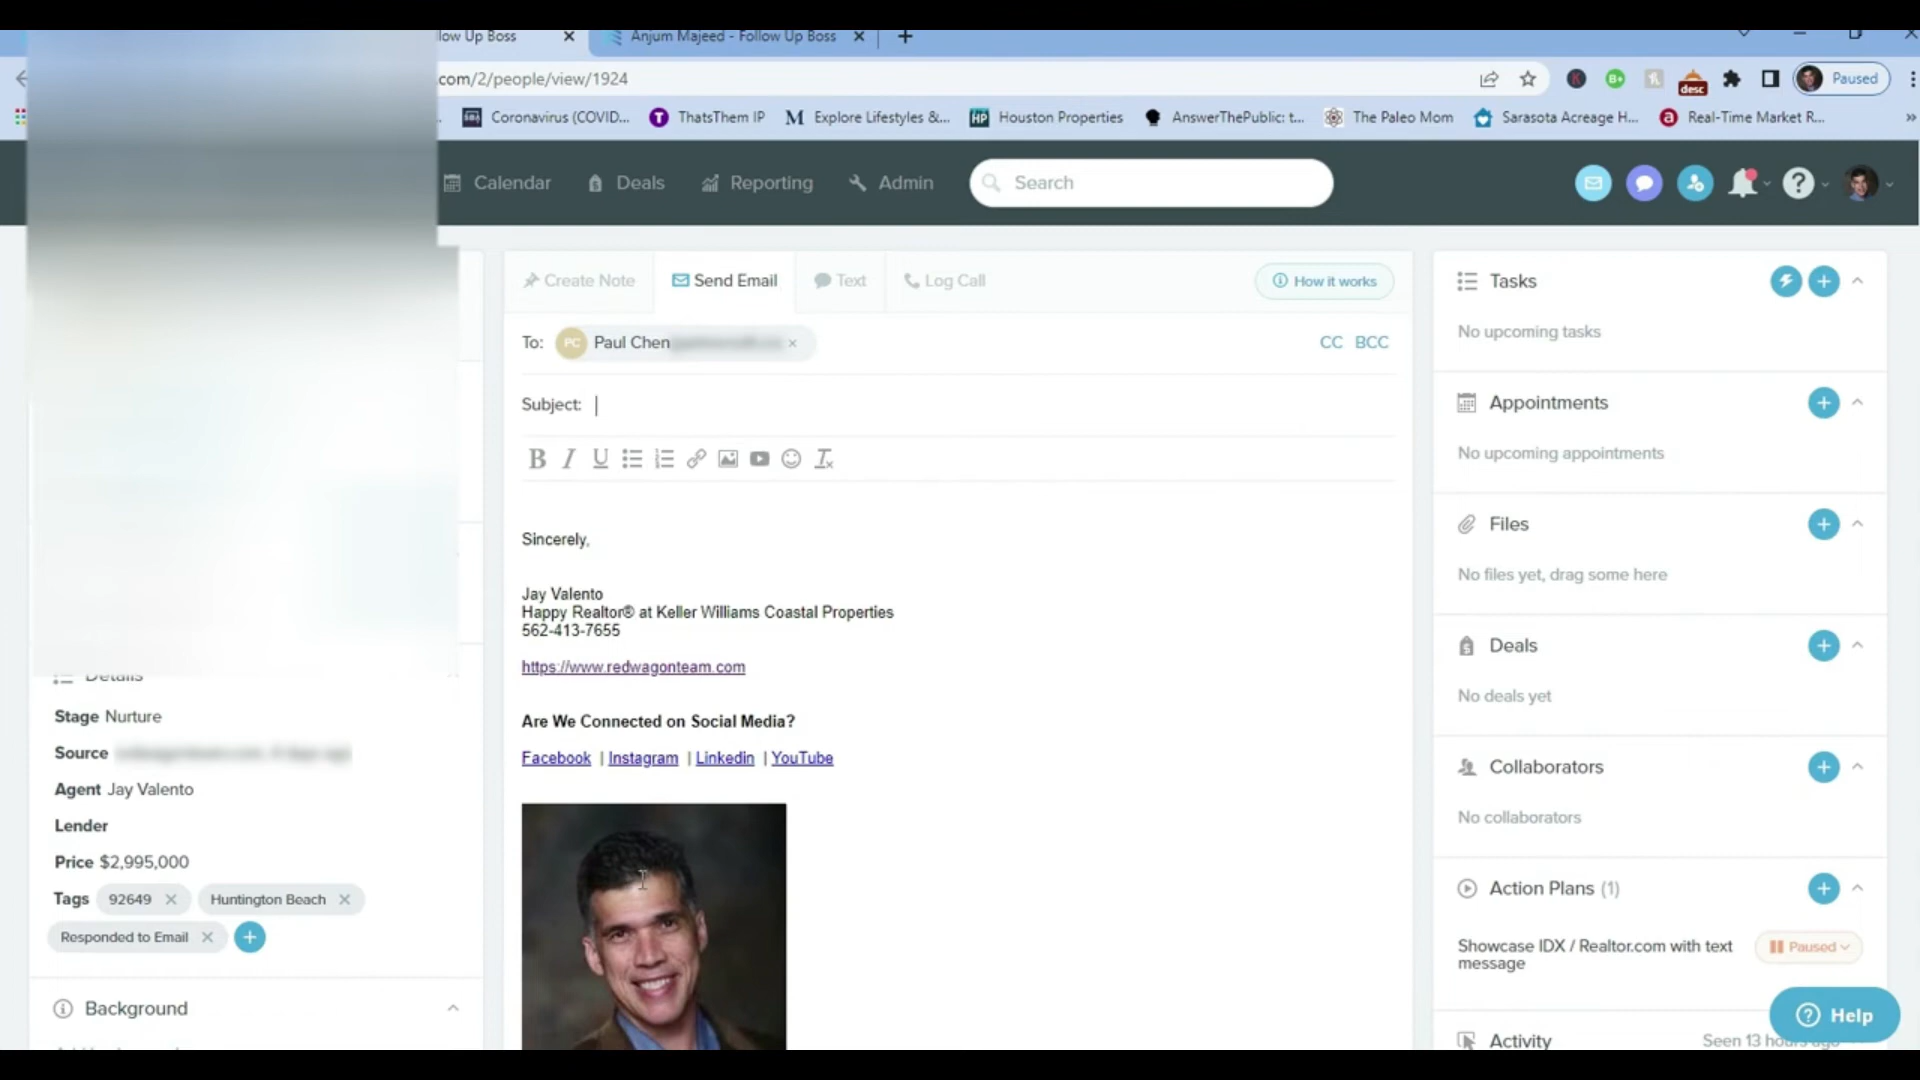 low Up Boss
Anjum Majeed - Follow Up Boss
com/2/people/view/1924
desc
Paused
Coronavirus (COVID...
ThatsThem IP
Explore Lifestyles &...
Houston Properties
AnswerThePublic: t...
The Paleo Mom
Sarasota Acreage H...
Real-Time Market R...
Calendar
Deals
Reporting
Admin
Search
Create Note
Send Email
Text
Log Call
How it works
To: PC Paul Chen
CC BCC
Subject:
Sincerely,
Jay Valento
Happy Realtor® at Keller Williams Coastal Properties
562-413-7655
https://www.redwagonteam.com
Are We Connected on Social Media?
Facebook | Instagram | Linkedin | YouTube
Details
Stage Nurture
Source
Agent Jay Valento
Lender
Price $2,995,000
Tags 92649 Huntington Beach
Responded to Email
Background
Tasks
No upcoming tasks
Appointments
No upcoming appointments
Files
No files yet, drag some here
Deals
No deals yet
Collaborators
No collaborators
Action Plans (1)
Showcase IDX / Realtor.com with text
message
Paused
Help
Activity
Seen 13 hours ago